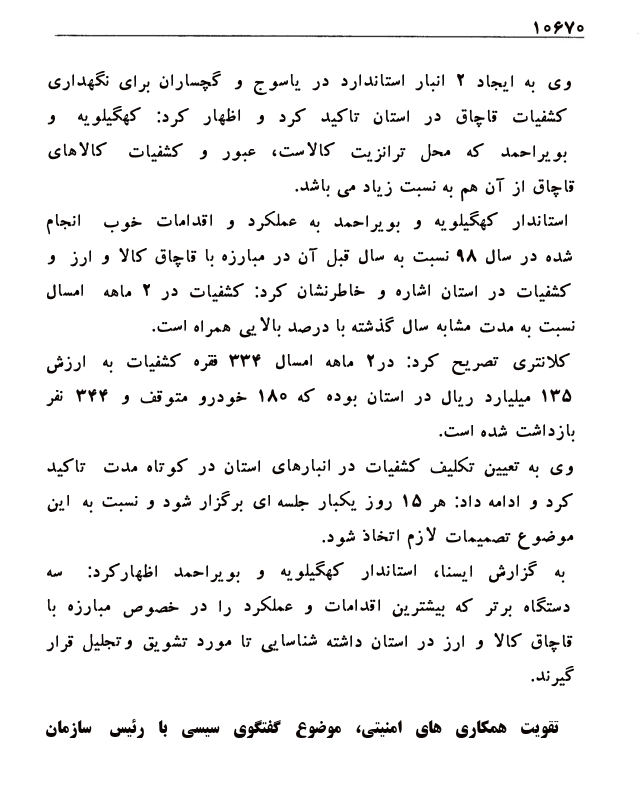 ۱۰۶۷۰
وی به ایجاد ۲ انبار استاندارد در یاسوج و گچساران برای نگهداری
کشفیات قاچاق در استان تاکید کرد و اظهار کرد: کهگیلویه و
بویراحمد که محل ترانزیت کالاست، عبور و کشفیات کالاهای
قاچاق از آن هم به نسبت زیاد می باشد.
استاندار کهگیلویه و بویراحمد به عملکرد و اقدامات خوب انجام
شده در سال ۹۸ نسبت به سال قبل آن در مبارزه با قاچاق کالا و ارز و
کشفیات در استان اشاره و خاطرنشان کرد: کشفیات در ۲ ماهه امسال
نسبت به مدت مشابه سال گذشته با درصد بالایی همراه است.
کلانتری تصریح کرد: در۲ ماهه امسال ۳۳۴ فقره کشفیات به ارزش
۱۳۵ میلیارد ریال در استان بوده که ۱۸۰ خودرو متوقف و ۳۴۴ نفر
بازداشت شده است.
وی به تعیین تکلیف کشفیات در انبارهای استان در کوتاه مدت تاکید
کرد و ادامه داد: هر ۱۵ روز یکبار جلسه ای برگزار شود و نسبت به این
موضوع تصمیمات لازم اتخاذ شود.
به گزارش ایسنا، استاندار کهگیلویه و بویراحمد اظهارکرد: سه
دستگاه برتر که بیشترین اقدامات و عملکرد را در خصوص مبارزه با
قاچاق کالا و ارز در استان داشته شناسایی تا مورد تشویق وتجلیل قرار
گیرند.
تقویت همکاری های امنیتی، موضوع گفتگوی سیسی با رئیس سازمان